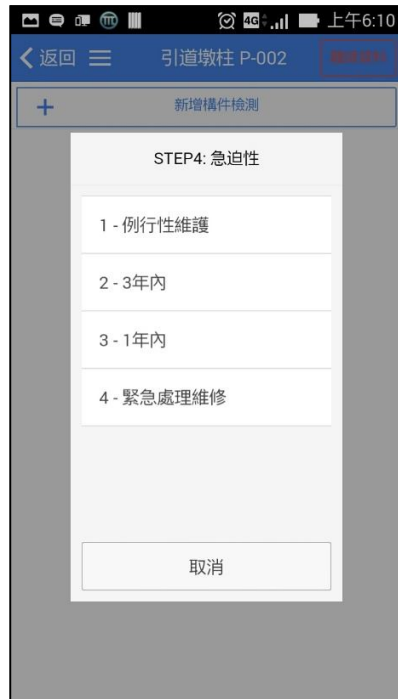 4G 上午6:10
返回 引道墩柱 P-002
+ 新增構件檢測
STEP4: 急迫性
1 - 例行性維護
2 - 3年內
3 - 1年內
4 - 緊急處理維修
取消